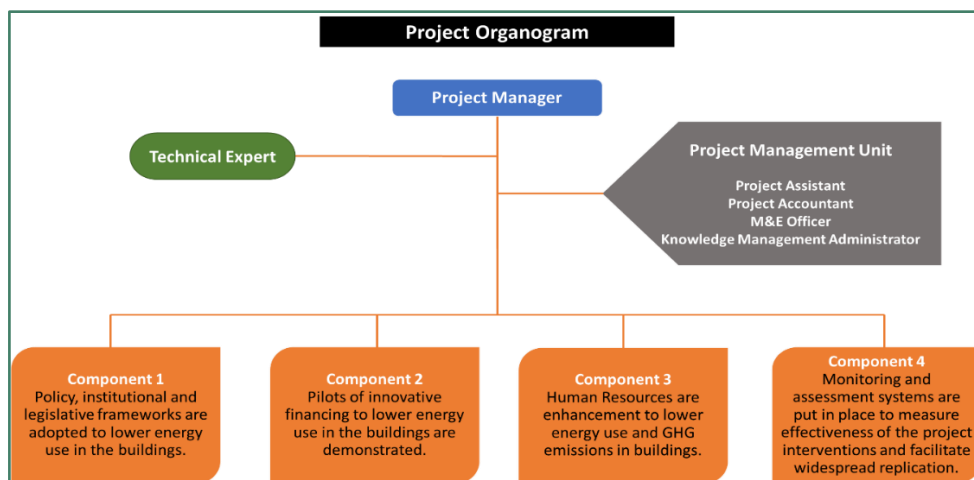 Project Organogram
Project Manager
Technical Expert
Project Management Unit
Project Assistant
Project Accountant
M&E Officer
Knowledge Management Administrator
Component 1
Policy, institutional and
legislative frameworks are
adopted to lower energy
use in the buildings.
Component 2
Pilots of innovative
financing to lower energy
use in the buildings are
demonstrated.
Component 3
Human Resources are
enhancement to lower
energy use and GHG
emissions in buildings.
Component 4
Monitoring and
assessment systems are
put in place to measure
effectiveness of the project
interventions and facilitate
widespread replication.